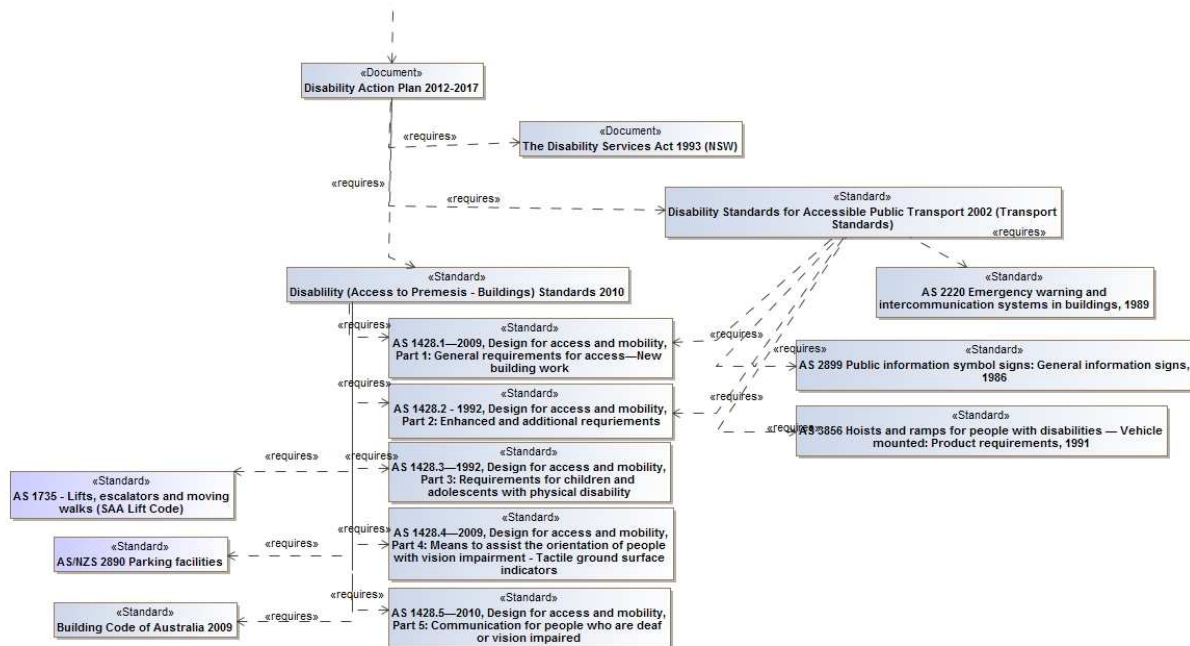 «Document»
Disability Action Plan 2012-2017
«requires»
«Document»
The Disability Services Act 1993 (NSW)
«requires»
«requires»
«Standard»
Disability Standards for Accessible Public Transport 2002 (Transport
Standards)
«requires»
«Standard»
Disablility (Access to Premesis - Buildings) Standards 2010
«Standard»
AS 2220 Emergency warning and
intercommunication systems in buildings, 1989
«requires»
«Standard»
AS 1428.1—2009, Design for access and mobility,
Part 1: General requirements for access—New
building work
«requires»
«requires»
«Standard»
AS 2899 Public information symbol signs: General information signs,
1986
«requires»
«Standard»
AS 1428.2 - 1992, Design for access and mobility,
Part 2: Enhanced and additional requriements
«requires»
«requires»
«Standard»
AS 3856 Hoists and ramps for people with disabilities — Vehicle
mounted: Product requirements, 1991
«requires»
«requires»
«Standard»
AS 1428.3—1992, Design for access and mobility,
Part 3: Requirements for children and
adolescents with physical disability
«Standard»
AS 1735 - Lifts, escalators and moving
walks (SAA Lift Code)
«requires»
«requires»
«Standard»
AS 1428.4—2009, Design for access and mobility,
Part 4: Means to assist the orientation of people
with vision impairment - Tactile ground surface
indicators
«Standard»
AS/NZS 2890 Parking facilities
«requires»
«requires»
«Standard»
AS 1428.5—2010, Design for access and mobility,
Part 5: Communication for people who are deaf
or vision impaired
«Standard»
Building Code of Australia 2009